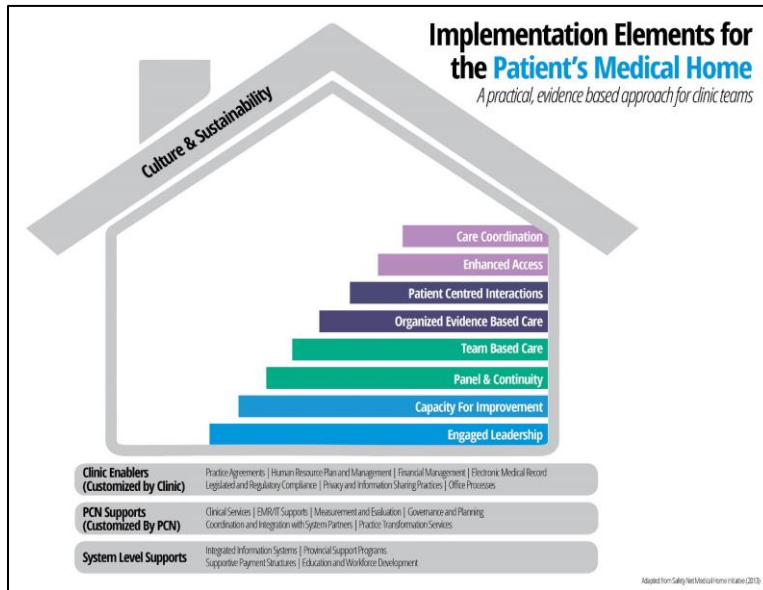 Implementation Elements for
the Patient's Medical Home
A practical, evidence based approach for clinic teams
Culture & Sustainability
Care Coordination
Enhanced Access
Patient Centred Interactions
Organized Evidence Based Care
Team Based Care
Panel & Continuity
Capacity For Improvement
Engaged Leadership
Clinic Enablers
(Customized by Clinic)
Practice Agreements | Human Resource Plan and Management | Financial Management | Electronic Medical Record
Legislated and Regulatory Compliance | Privacy and Information Sharing Practices | Office Processes
PCN Supports
(Customized By PCN)
Clinical Services | EMR/IT Supports | Measurement and Evaluation | Governance and Planning
Coordination and Integration with System Partners | Practice Transformation Services
System Level Supports
Integrated Information Systems | Provincial Support Programs
Supportive Payment Structures | Education and Workforce Development
Adapted from Safety Net Medical Home Initiative (2013)